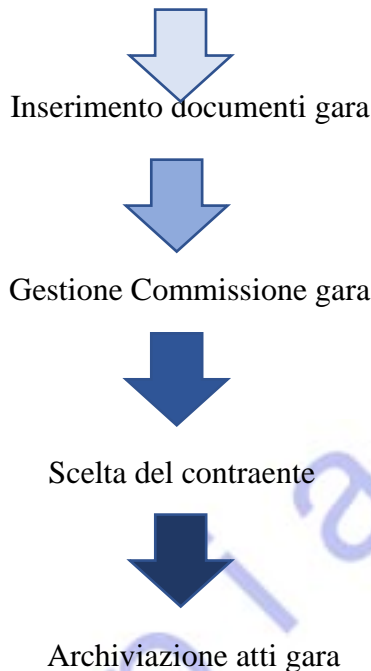 Inserimento documenti gara
Gestione Commissione gara
Scelta del contraente
Archiviazione atti gara